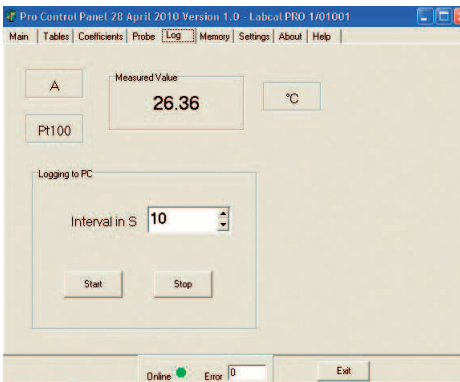 Pro Control Panel 28 April 2010 Version 1.0 - Labcal PRO 1/01001
Main Tables Coefficients Probe Log Memory Settings About Help
A
Measured Value
26.36
°C
Pt100
Logging to PC
Interval in S 10
Start Stop
Online Error 0 Exit